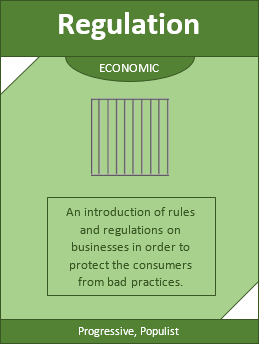 Regulation
ECONOMIC
An introduction of rules
and regulations on
businesses in order to
protect the consumers
from bad practices.
Progressive, Populist